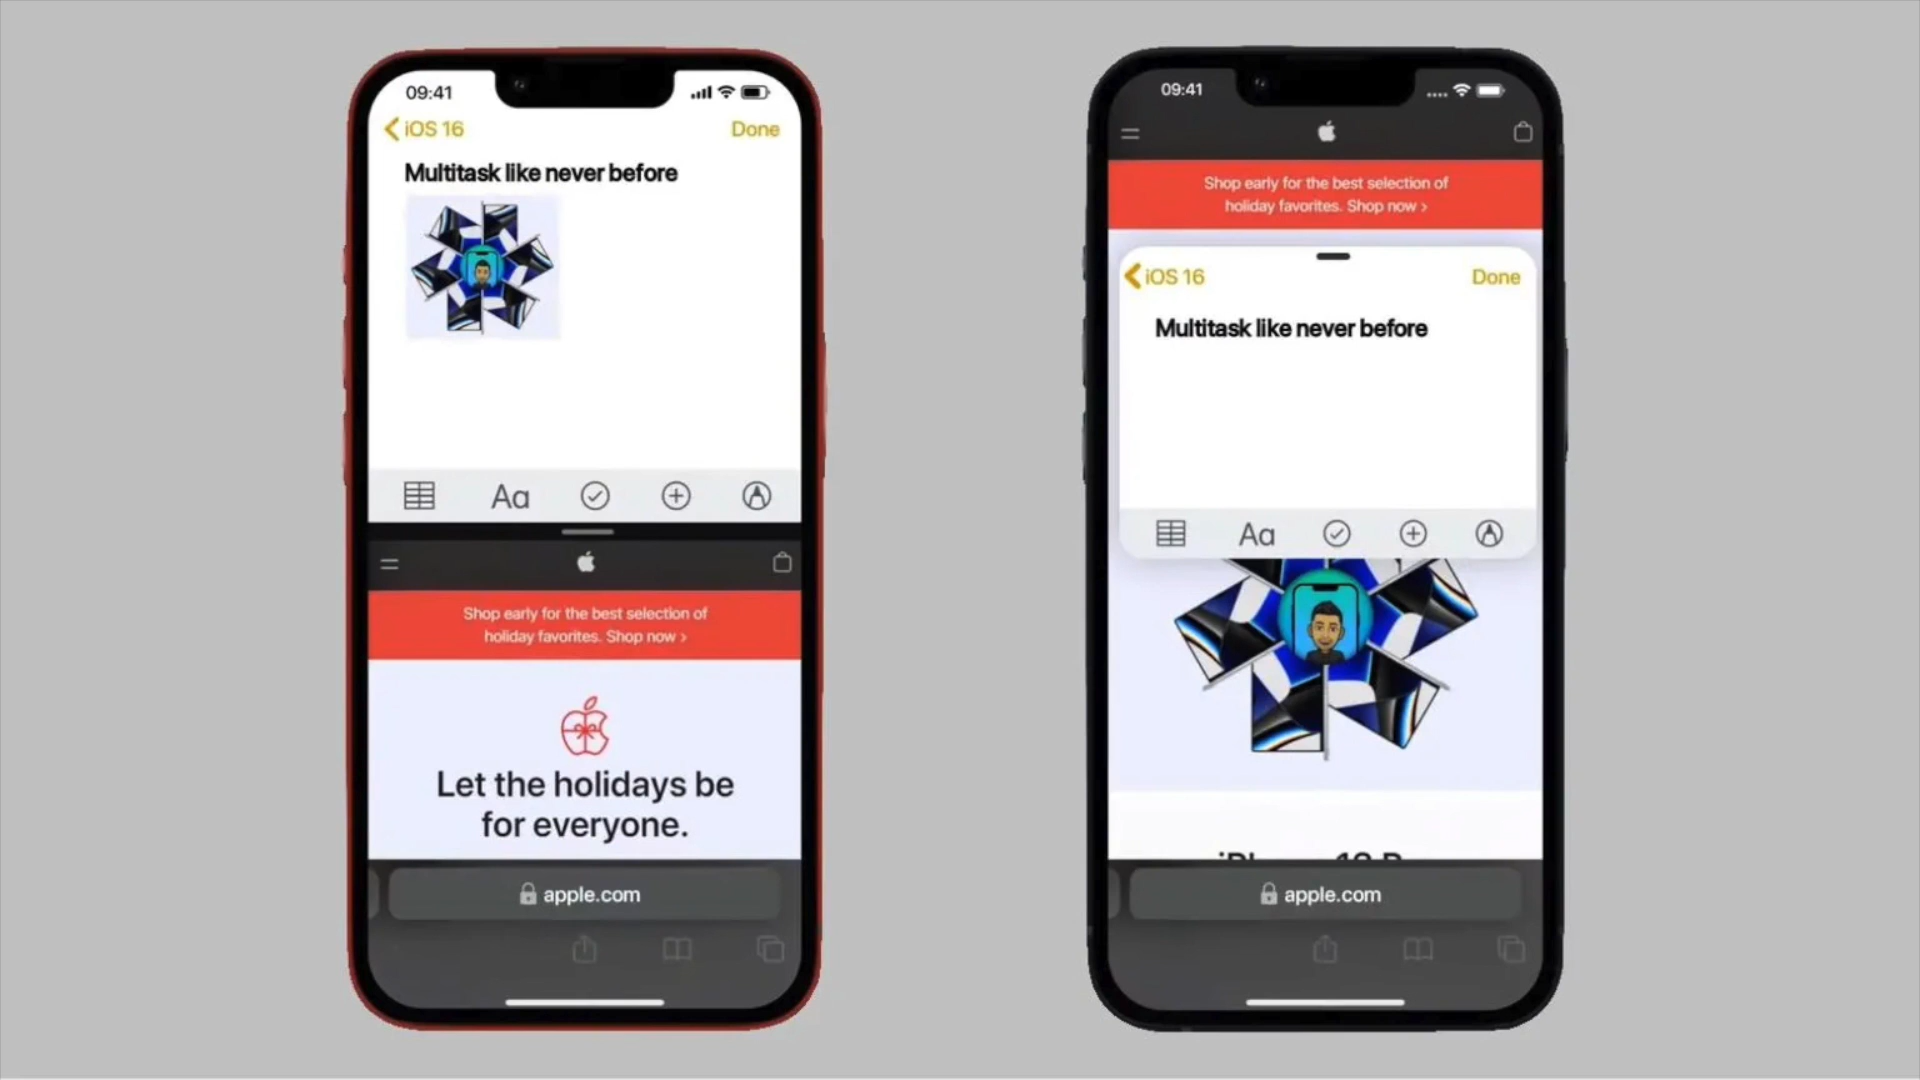 09:41
iOS 16
Done
Multitask like never before
Aa
Shop early for the best selection of
holiday favorites. Shop now >
Let the holidays be
for everyone.
apple.com
09:41
Shop early for the best selection of
holiday favorites. Shop now >
iOS 16
Done
Multitask like never before
Aa
apple.com